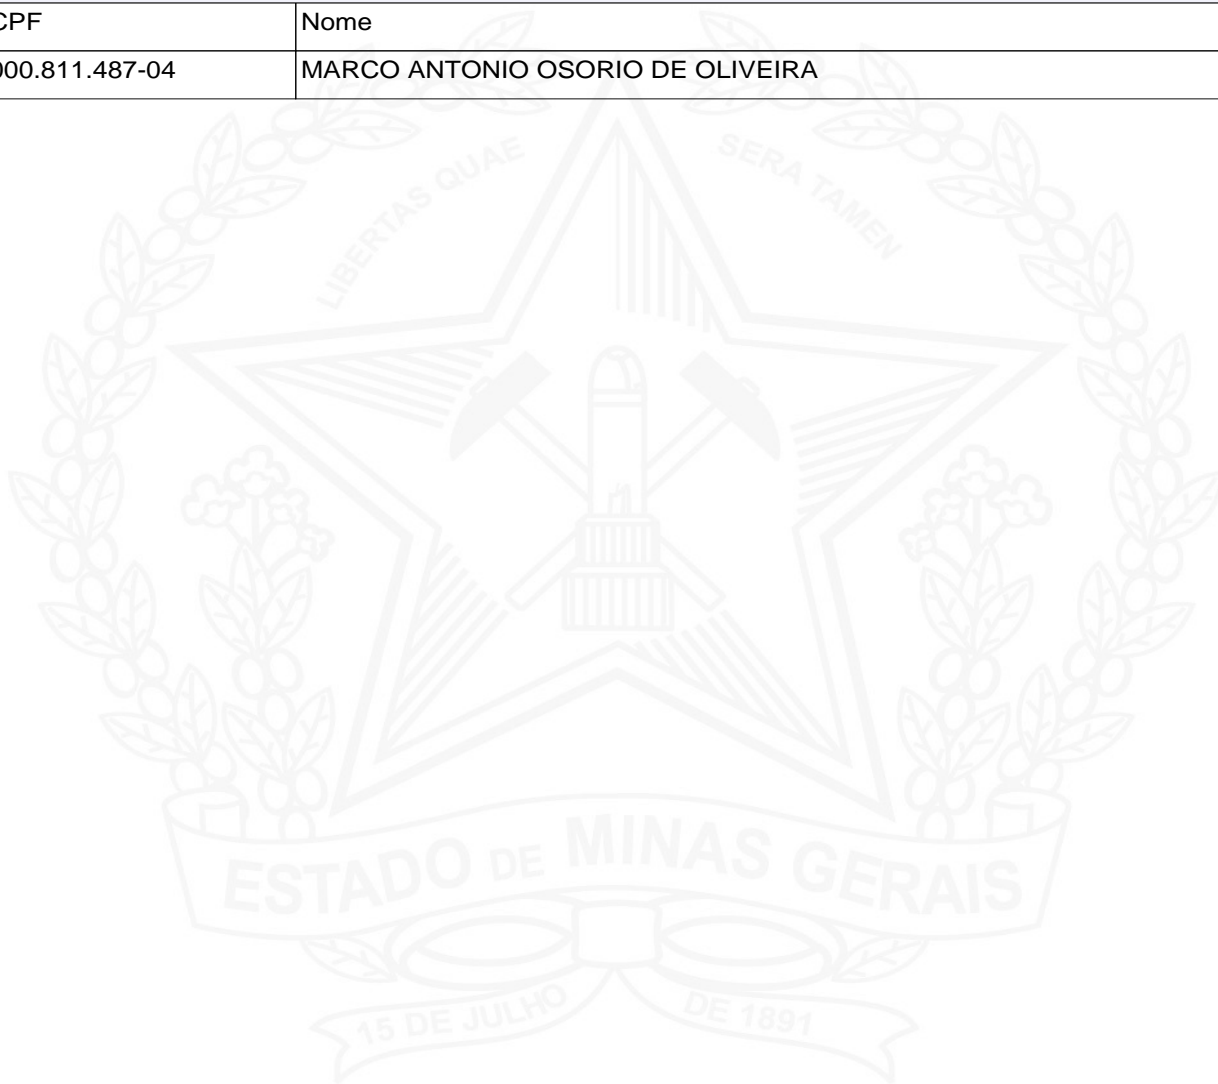 CPF Nome
000.811.487-04 MARCO ANTONIO OSORIO DE OLIVEIRA
LIBERTAS QUAE SERA TAMEN
ESTADO DE MINAS GERAIS
15 DE JULHO DE 1891